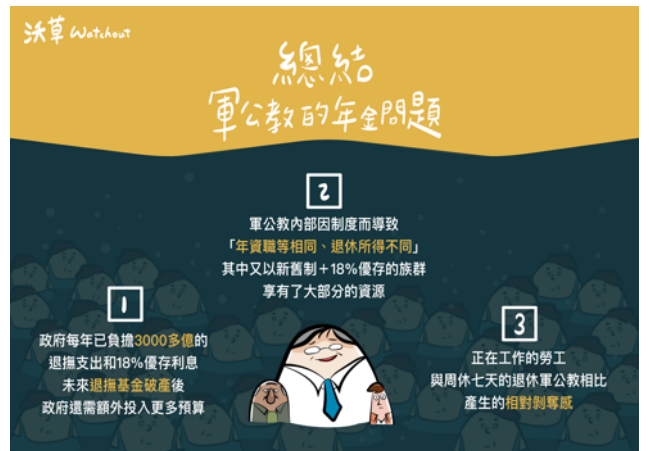 沃草 Watchout
總結
軍公教的年金問題
1
政府每年已負擔3000多億的
退撫支出和18%優存利息
未來退撫基金破產後
政府還需額外投入更多預算
2
軍公教內部因制度而導致
「年資職等相同、退休所得不同」
其中又以新舊制＋18%優存的族群
享有了大部分的資源
3
正在工作的勞工
與周休七天的退休軍公教相比
產生的相對剝奪感